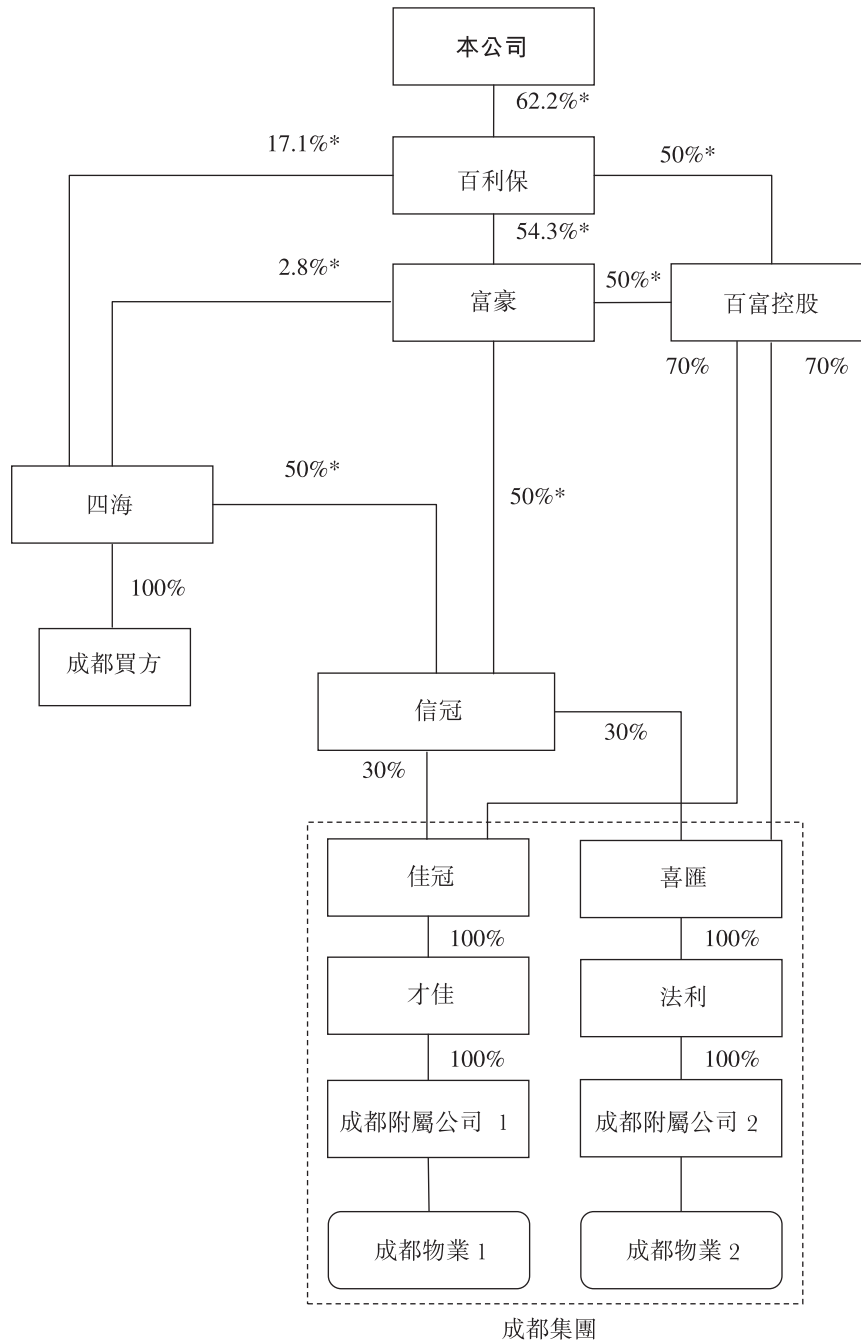 本公司
62.2%*
17.1%*
50%*
百利保
54.3%*
2.8%*
50%*
富豪
百富控股
70%
70%
50%*
四海
50%*
100%
成都買方
信冠
30%
30%
佳冠
喜匯
100%
100%
才佳
法利
100%
100%
成都附屬公司 1
成都附屬公司 2
成都物業 1
成都物業 2
成都集團